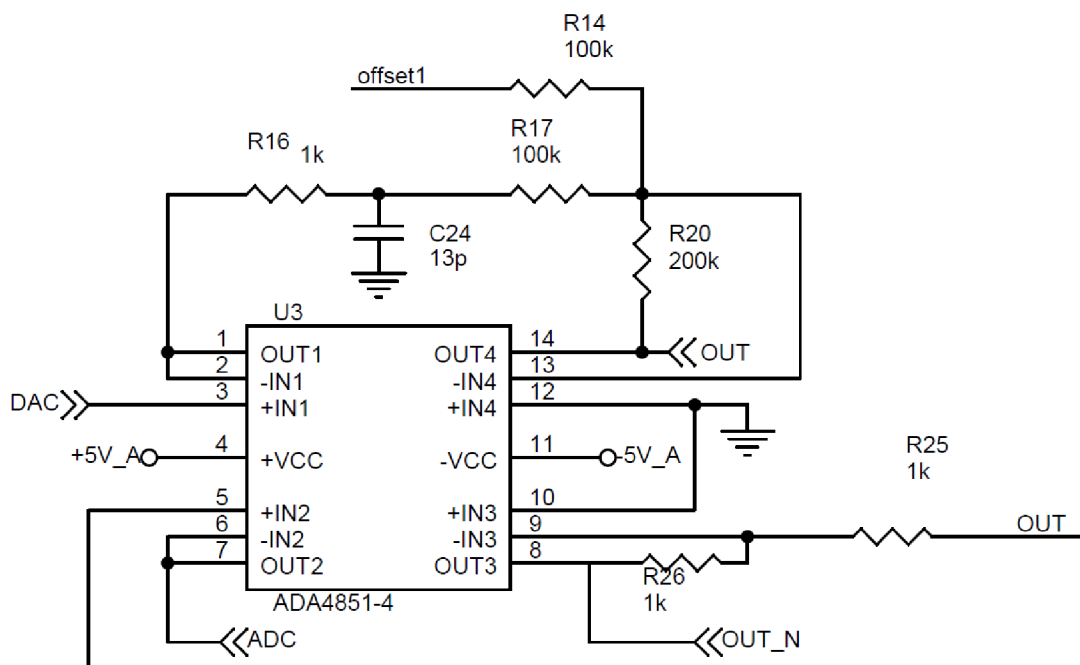 R14
100k
offset1
R16
1k
R17
100k
C24
13p
R20
200k
U3
1
OUT1
OUT4
14
OUT
2
-IN1
-IN4
13
DAC
3
+IN1
+IN4
12
+5V_A
4
+VCC
-VCC
11
-5V_A
R25
1k
5
+IN2
+IN3
10
6
-IN2
-IN3
9
OUT
7
OUT2
OUT3
8
R26
1k
ADA4851-4
ADC
OUT_N